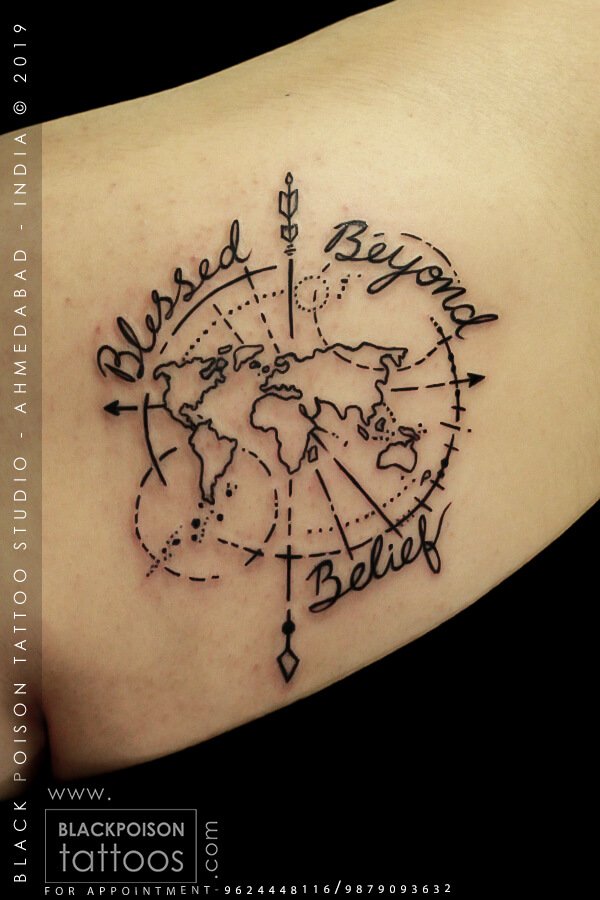 BLACK POISON TATTOO STUDIO - AHMEDABAD - INDIA © 2019
Blessed
Beyond
Belief
www.
BLACKPOISON
tattoos
.com
FOR APPOINTMENT-9624448116/9879093632